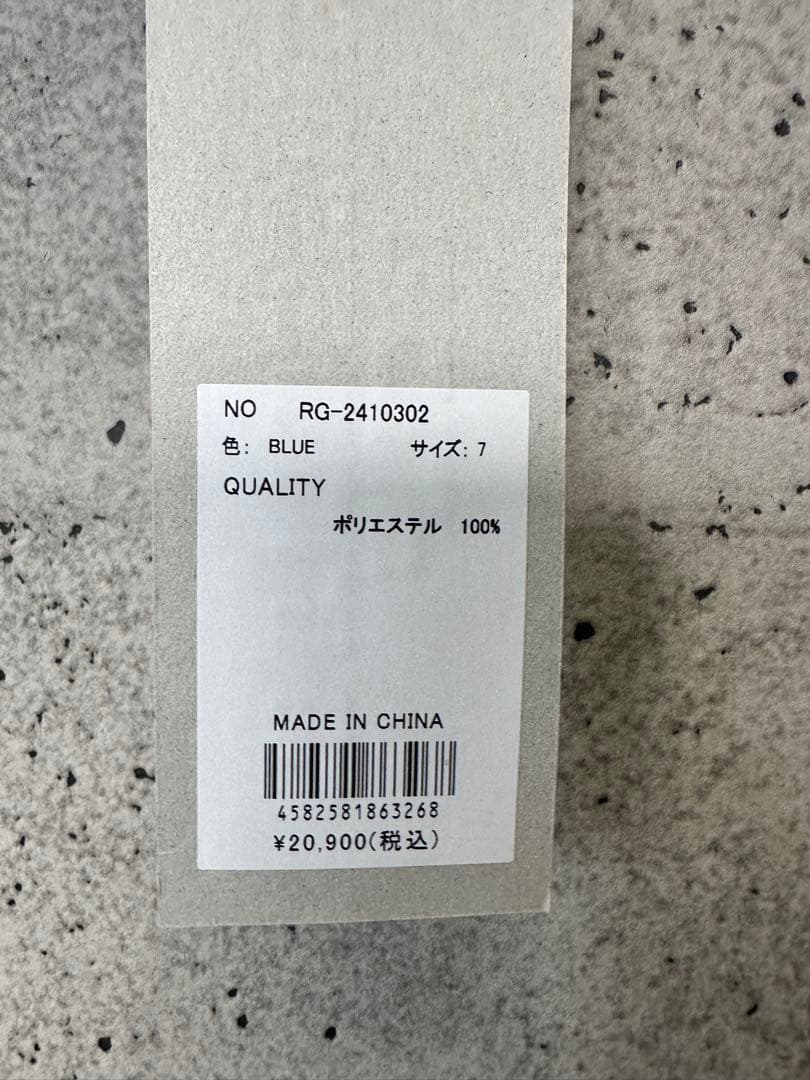 NO RG-2410302
色: BLUE サイズ: 7
QUALITY
ポリエステル 100%
MADE IN CHINA
4582581863268
¥20,900(税込)